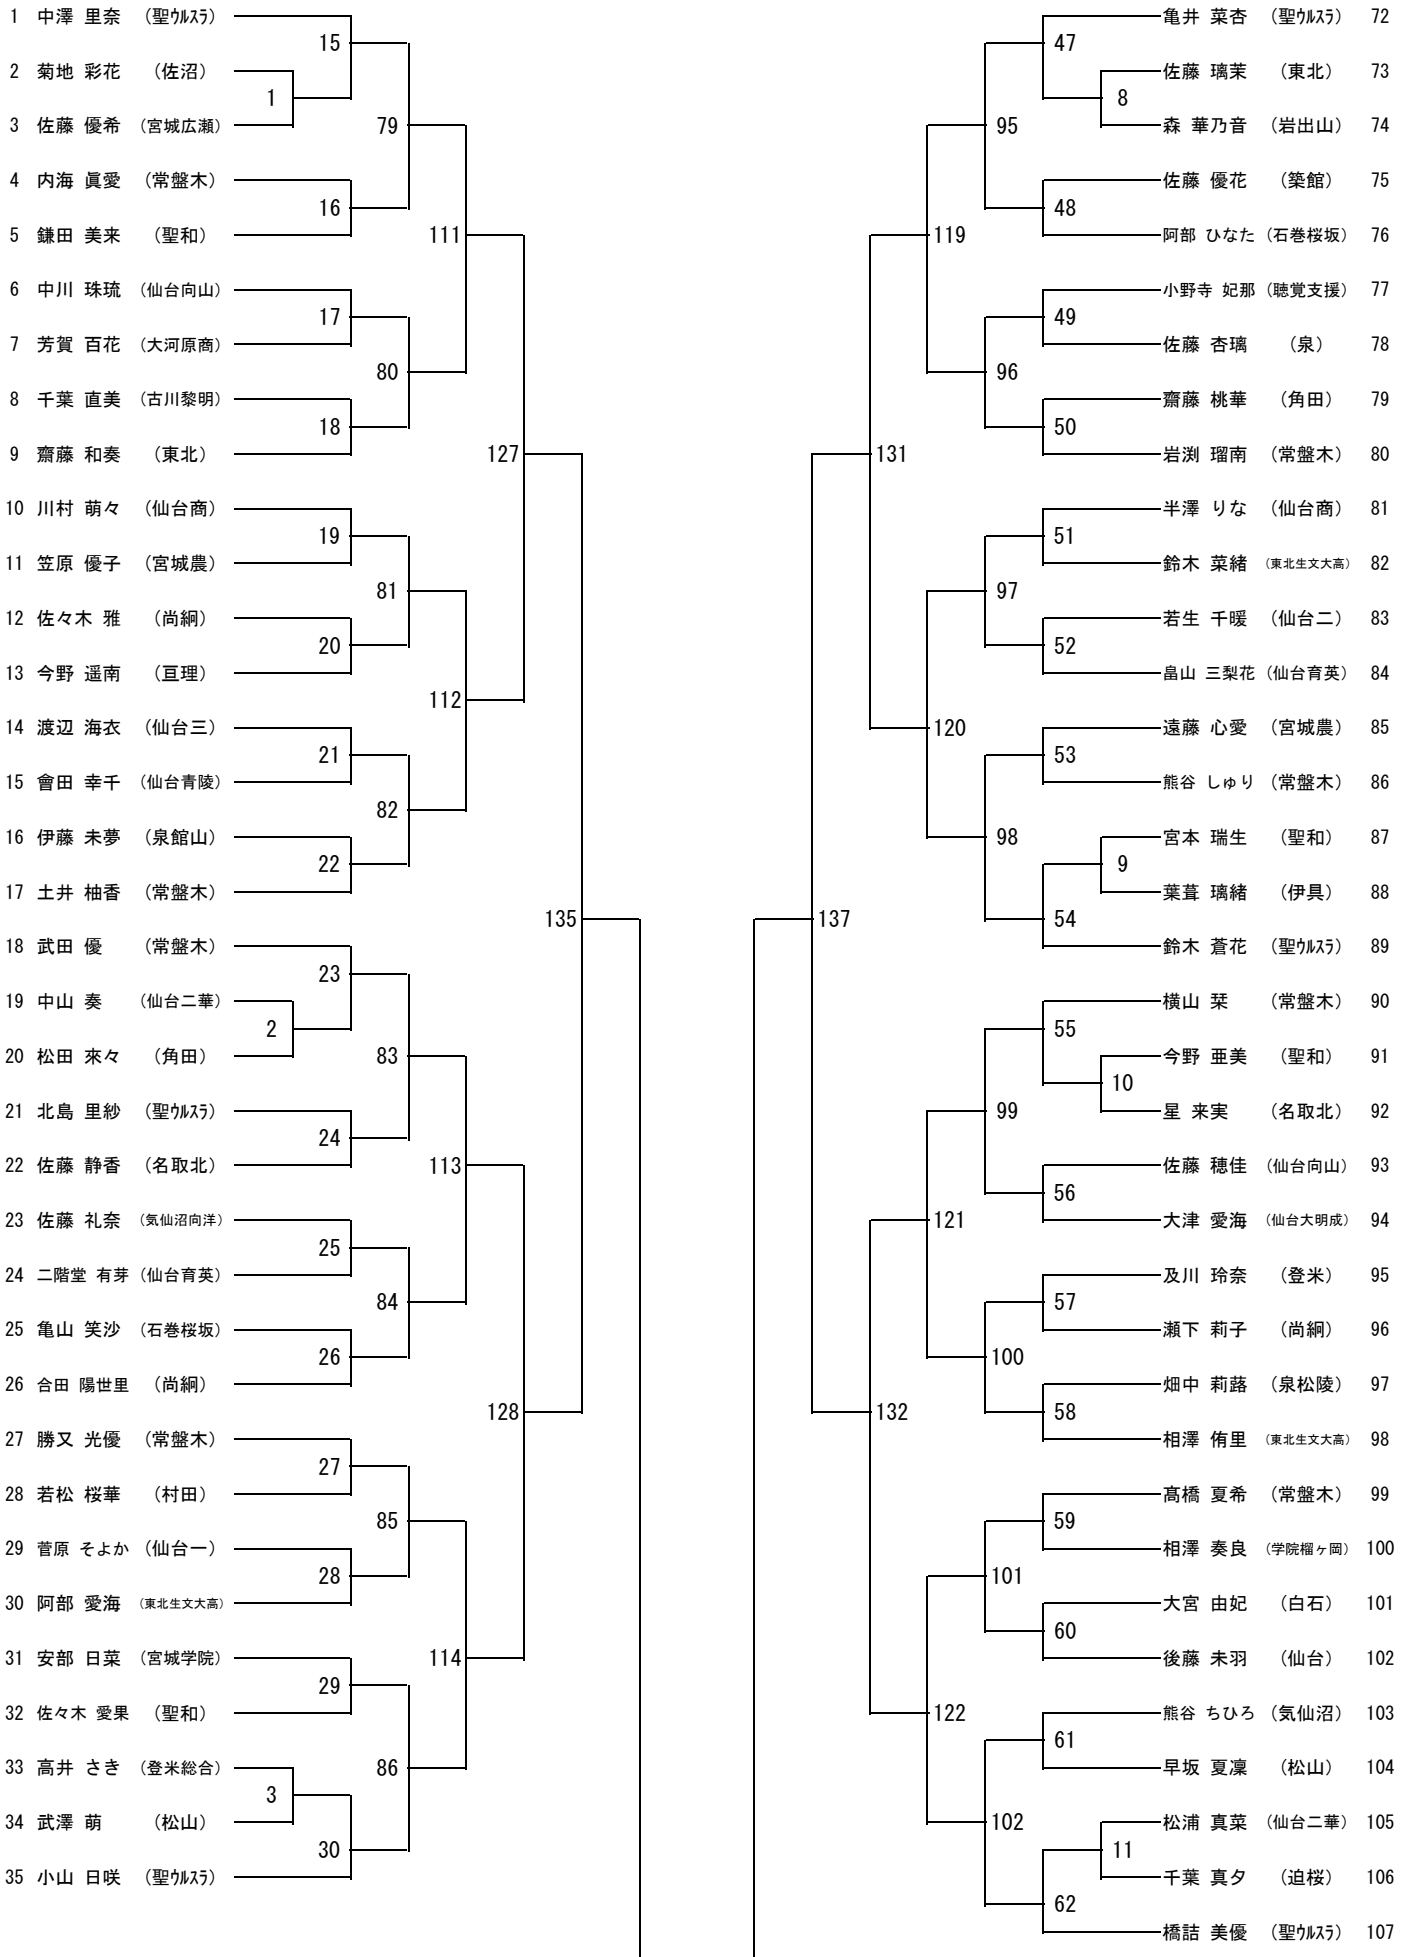 1 中澤 里奈 (聖ｳﾙｽﾗ)
15
2 菊地 彩花 (佐沼)
1
3 佐藤 優希 (宮城広瀬)
79
4 内海 眞愛 (常盤木)
16
5 鎌田 美来 (聖和)
111
6 中川 珠琉 (仙台向山)
17
7 芳賀 百花 (大河原商)
80
8 千葉 直美 (古川黎明)
18
9 齋藤 和奏 (東北)
127
10 川村 萌々 (仙台商)
19
11 笠原 優子 (宮城農)
81
12 佐々木 雅 (尚絅)
20
13 今野 遥南 (亘理)
112
14 渡辺 海衣 (仙台三)
21
15 會田 幸千 (仙台青陵)
82
16 伊藤 未夢 (泉館山)
22
17 土井 柚香 (常盤木)
135
18 武田 優 (常盤木)
23
19 中山 奏 (仙台二華)
2
20 松田 來々 (角田)
83
21 北島 里紗 (聖ｳﾙｽﾗ)
24
22 佐藤 静香 (名取北)
113
23 佐藤 礼奈 (気仙沼向洋)
25
24 二階堂 有芽 (仙台育英)
84
25 亀山 笑沙 (石巻桜坂)
26
26 合田 陽世里 (尚絅)
128
27 勝又 光優 (常盤木)
27
28 若松 桜華 (村田)
85
29 菅原 そよか (仙台一)
28
30 阿部 愛海 (東北生文大高)
31 安部 日菜 (宮城学院)
114
29
32 佐々木 愛果 (聖和)
33 高井 さき (登米総合)
86
3
34 武澤 萌 (松山)
30
35 小山 日咲 (聖ｳﾙｽﾗ)
亀井 菜杏 (聖ｳﾙｽﾗ) 72
47
佐藤 璃茉 (東北) 73
8
森 華乃音 (岩出山) 74
95
佐藤 優花 (築館) 75
48
阿部 ひなた (石巻桜坂) 76
119
小野寺 妃那 (聴覚支援) 77
49
佐藤 杏璃 (泉) 78
96
齋藤 桃華 (角田) 79
50
岩渕 瑠南 (常盤木) 80
131
半澤 りな (仙台商) 81
51
鈴木 菜緒 (東北生文大高) 82
97
若生 千暖 (仙台二) 83
52
畠山 三梨花 (仙台育英) 84
120
遠藤 心愛 (宮城農) 85
53
熊谷 しゅり (常盤木) 86
98
宮本 瑞生 (聖和) 87
9
葉葺 璃緒 (伊具) 88
54
137
鈴木 蒼花 (聖ｳﾙｽﾗ) 89
横山 栞 (常盤木) 90
55
今野 亜美 (聖和) 91
10
星 来実 (名取北) 92
99
佐藤 穂佳 (仙台向山) 93
56
大津 愛海 (仙台大明成) 94
121
及川 玲奈 (登米) 95
57
瀬下 莉子 (尚絅) 96
100
畑中 莉蕗 (泉松陵) 97
58
132
相澤 侑里 (東北生文大高) 98
髙橋 夏希 (常盤木) 99
59
相澤 奏良 (学院榴ヶ岡) 100
101
大宮 由妃 (白石) 101
60
後藤 未羽 (仙台) 102
122
熊谷 ちひろ (気仙沼) 103
61
早坂 夏凜 (松山) 104
102
松浦 真菜 (仙台二華) 105
11
千葉 真夕 (迫桜) 106
62
橋詰 美優 (聖ｳﾙｽﾗ) 107